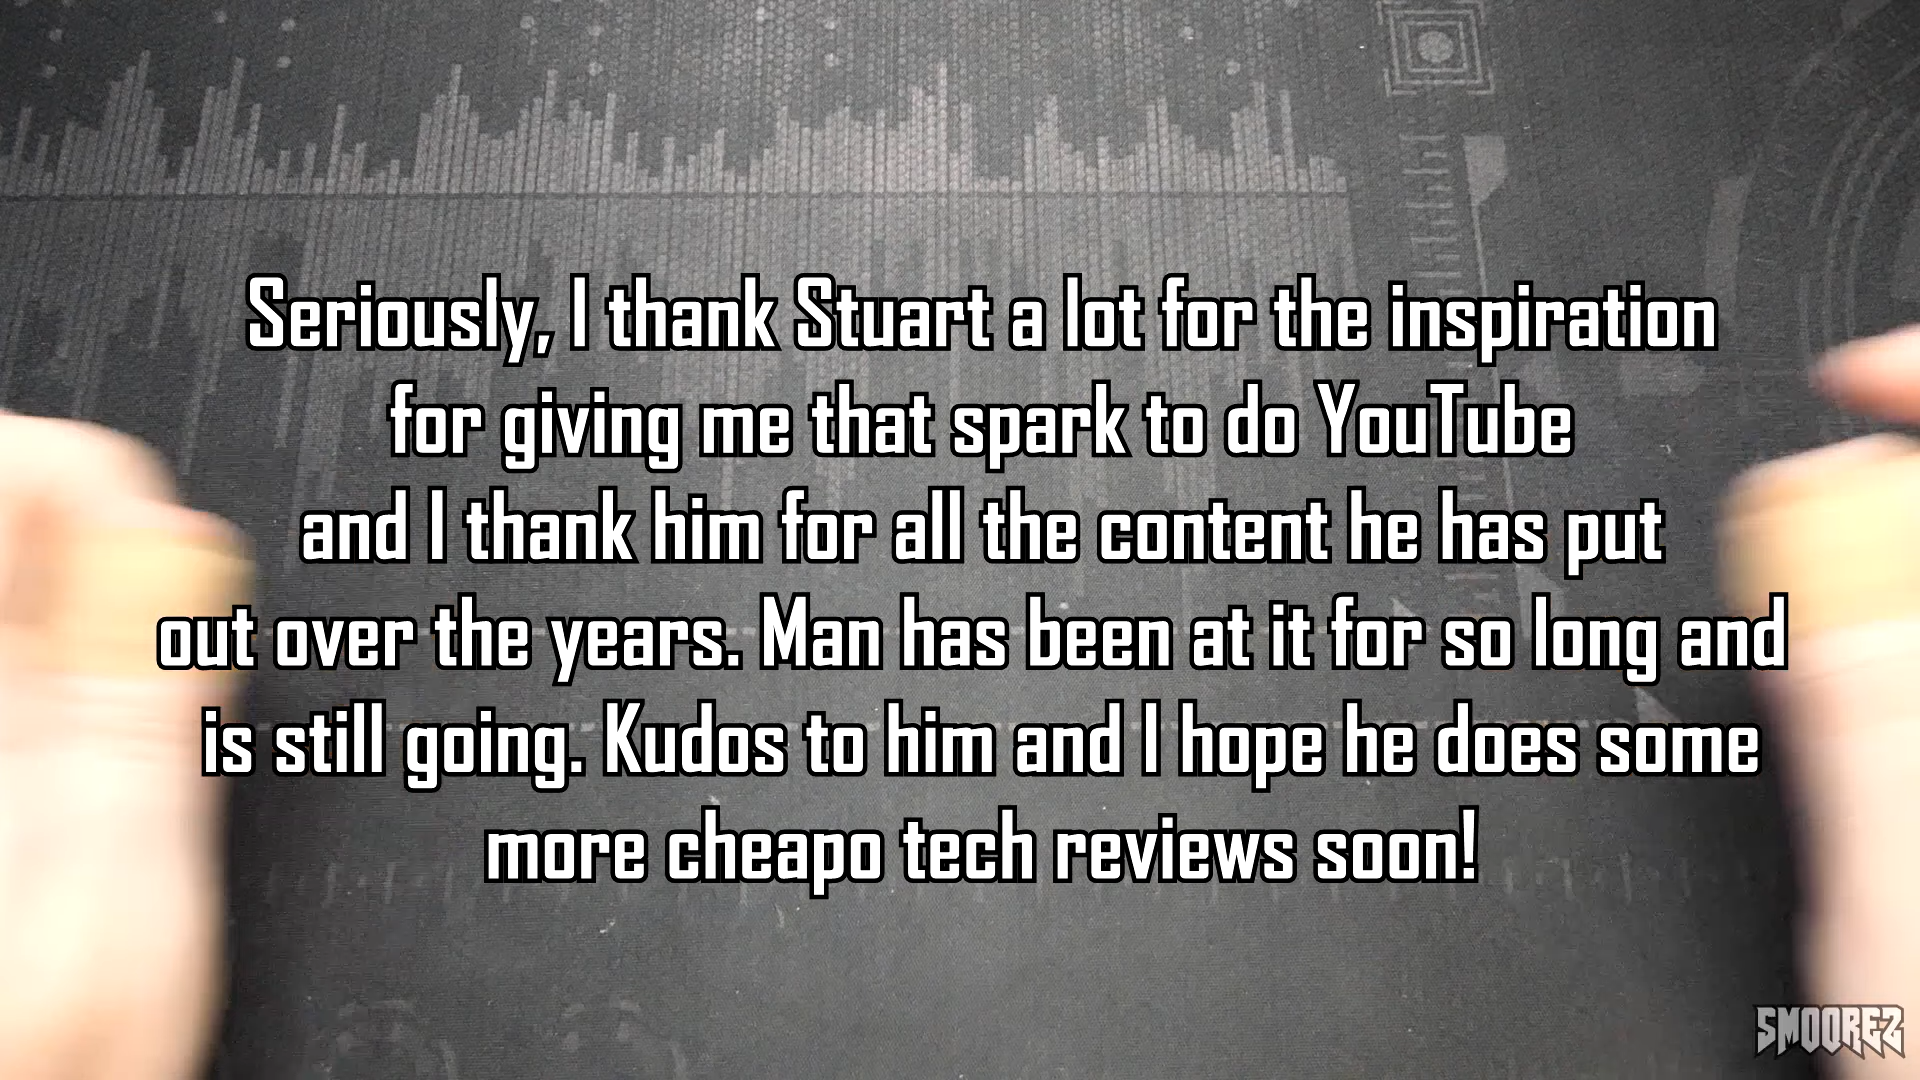 Seriously, I thank Stuart a lot for the inspiration
for giving me that spark to do YouTube
and I thank him for all the content he has put
out over the years. Man has been at it for so long and
is still going. Kudos to him and I hope he does some
more cheapo tech reviews soon!
SMOOREZ